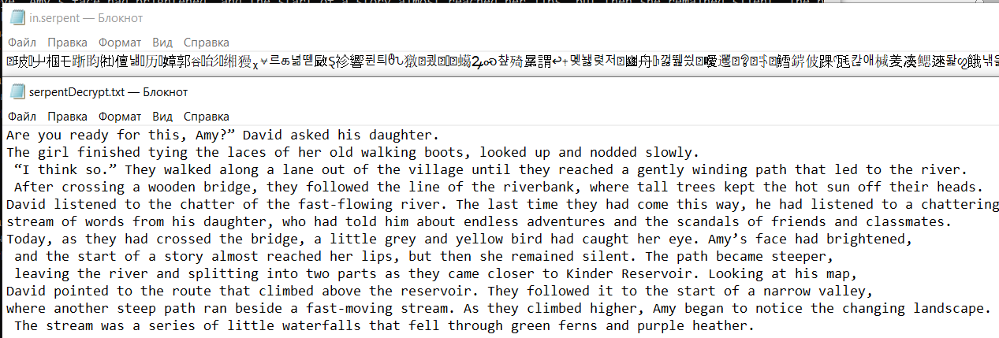 in.serpent — Блокнот
Файл Правка Формат Вид Справка
serpentDecrypt.txt — Блокнот
Файл Правка Формат Вид Справка
Are you ready for this, Amy?” David asked his daughter.
The girl finished tying the laces of her old walking boots, looked up and nodded slowly.
“I think so.” They walked along a lane out of the village until they reached a gently winding path that led to the river.
After crossing a wooden bridge, they followed the line of the riverbank, where tall trees kept the hot sun off their heads.
David listened to the chatter of the fast-flowing river. The last time they had come this way, he had listened to a chattering
stream of words from his daughter, who had told him about endless adventures and the scandals of friends and classmates.
Today, as they had crossed the bridge, a little grey and yellow bird had caught her eye. Amy’s face had brightened,
and the start of a story almost reached her lips, but then she remained silent. The path became steeper,
leaving the river and splitting into two parts as they came closer to Kinder Reservoir. Looking at his map,
David pointed to the route that climbed above the reservoir. They followed it to the start of a narrow valley,
where another steep path ran beside a fast-moving stream. As they climbed higher, Amy began to notice the changing landscape.
The stream was a series of little waterfalls that fell through green ferns and purple heather.